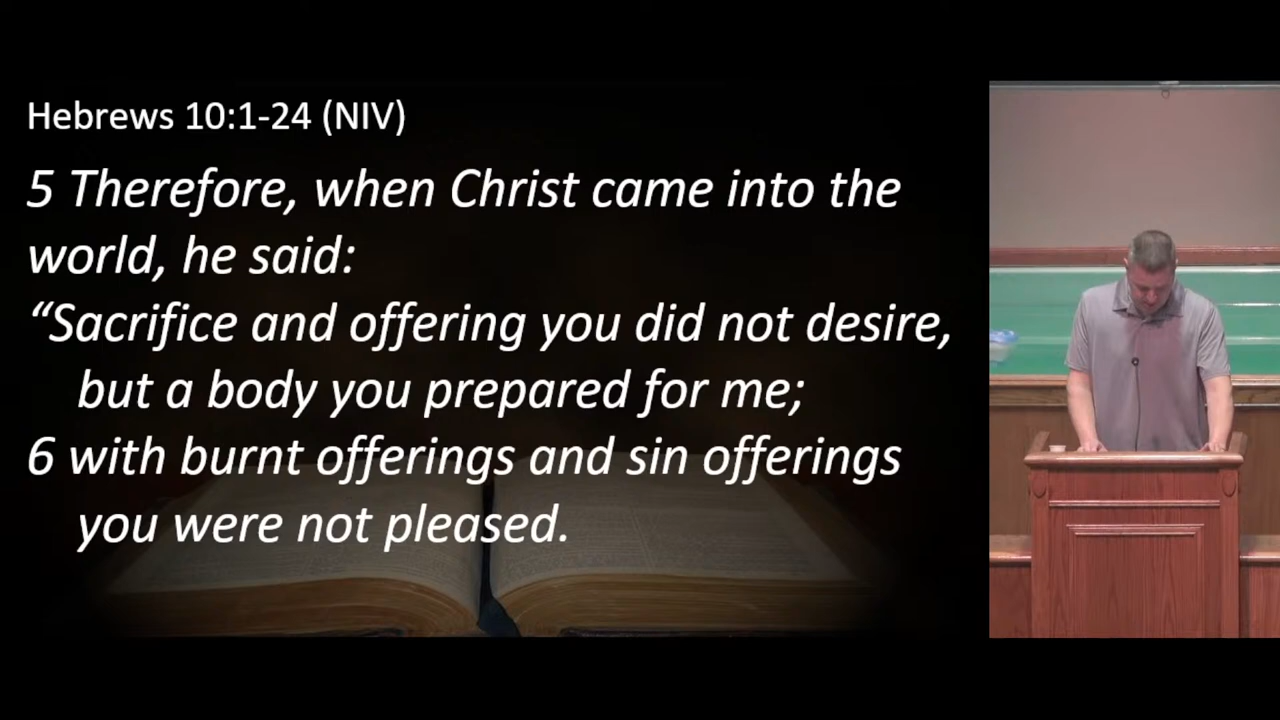 Hebrews 10:1-24 (NIV)
5 Therefore, when Christ came into the
world, he said:
“Sacrifice and offering you did not desire,
but a body you prepared for me;
6 with burnt offerings and sin offerings
you were not pleased.